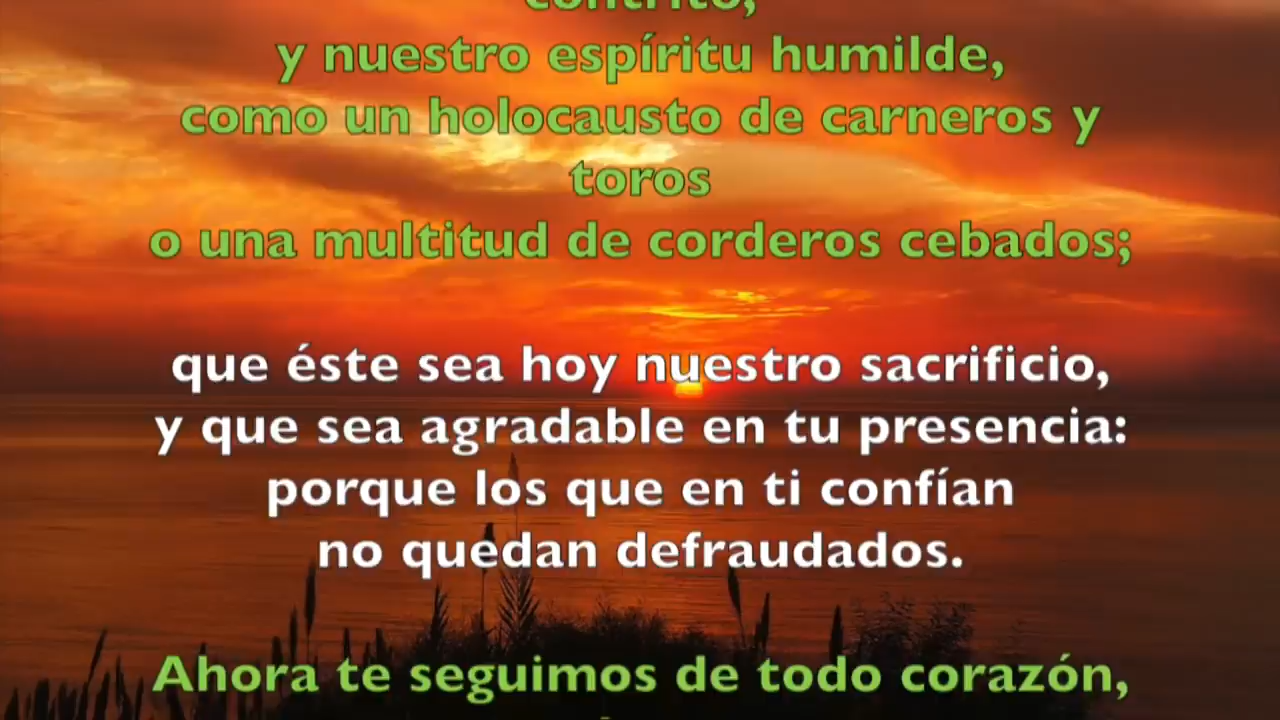 contrito,
y nuestro espíritu humilde,
como un holocausto de carneros y
toros
o una multitud de corderos cebados;
que éste sea hoy nuestro sacrificio,
y que sea agradable en tu presencia:
porque los que en ti confían
no quedan defraudados.
Ahora te seguimos de todo corazón,